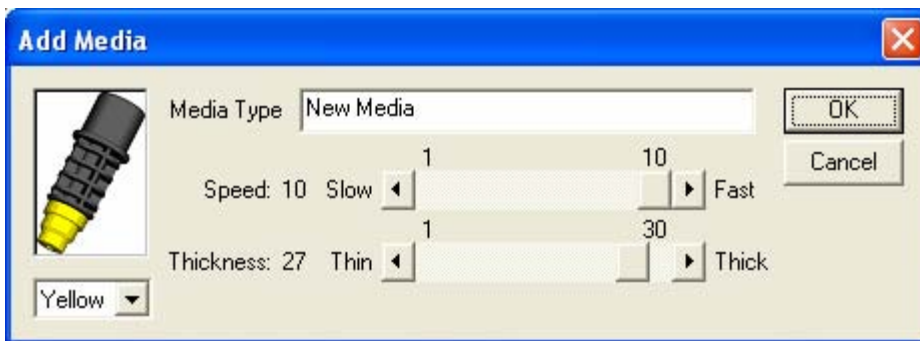 Add Media
Media Type New Media OK
1 10 Cancel
Speed: 10 Slow Fast
1 30
Thickness: 27 Thin Thick
Yellow